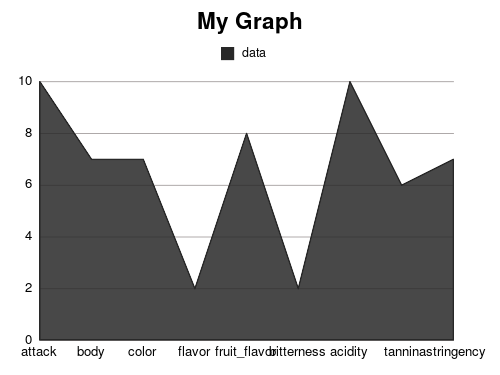 My Graph
data
10
8
6
4
2
0
attack body color flavor fruit_flavor bitterness acidity tannin astringency